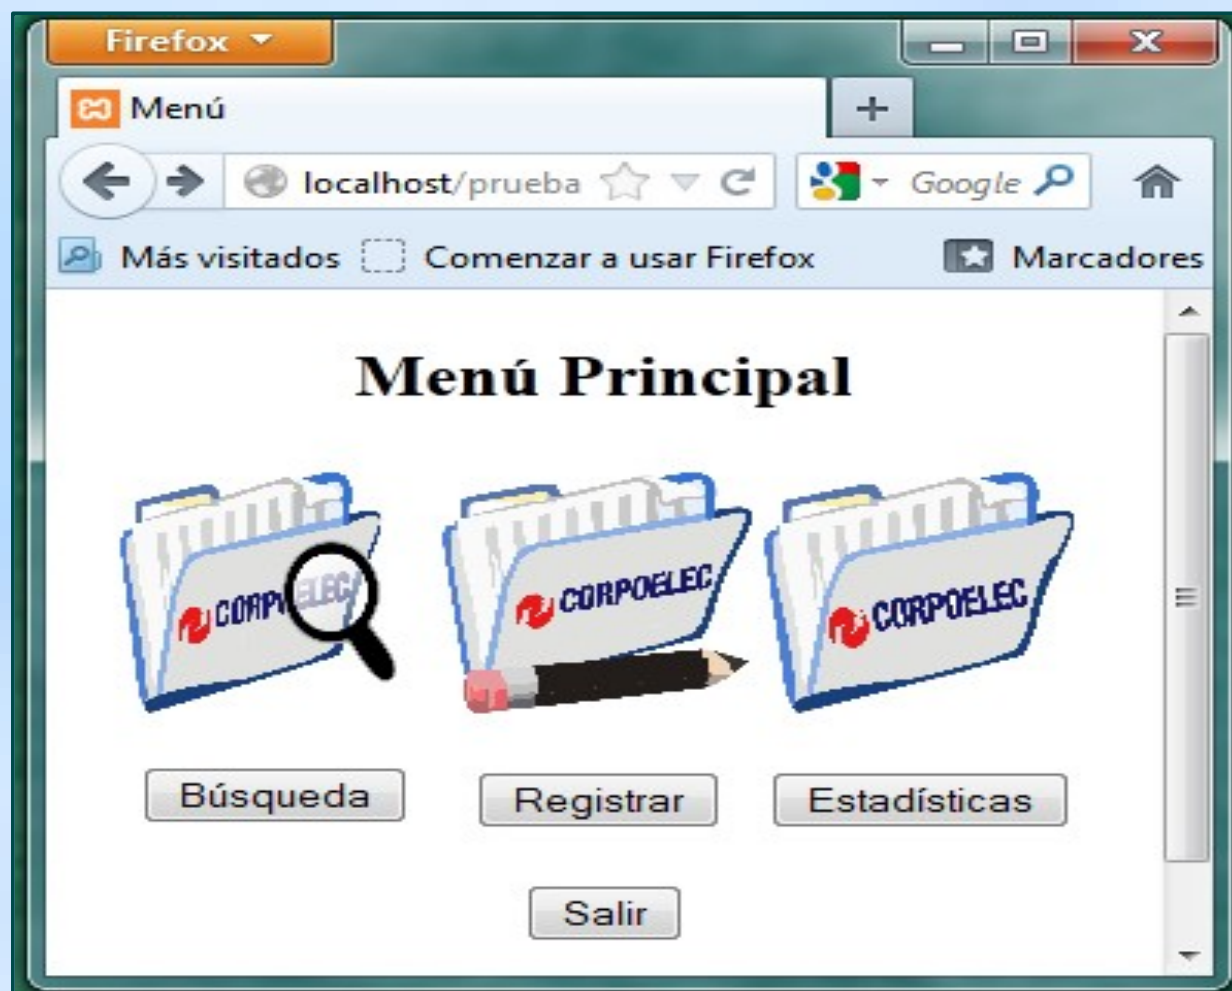 Firefox
Menú
localhost/prueba
Google
Más visitados
Comenzar a usar Firefox
Marcadores
Menú Principal
CORPOELEC
CORPOELEC
CORPOELEC
Búsqueda
Registrar
Estadísticas
Salir